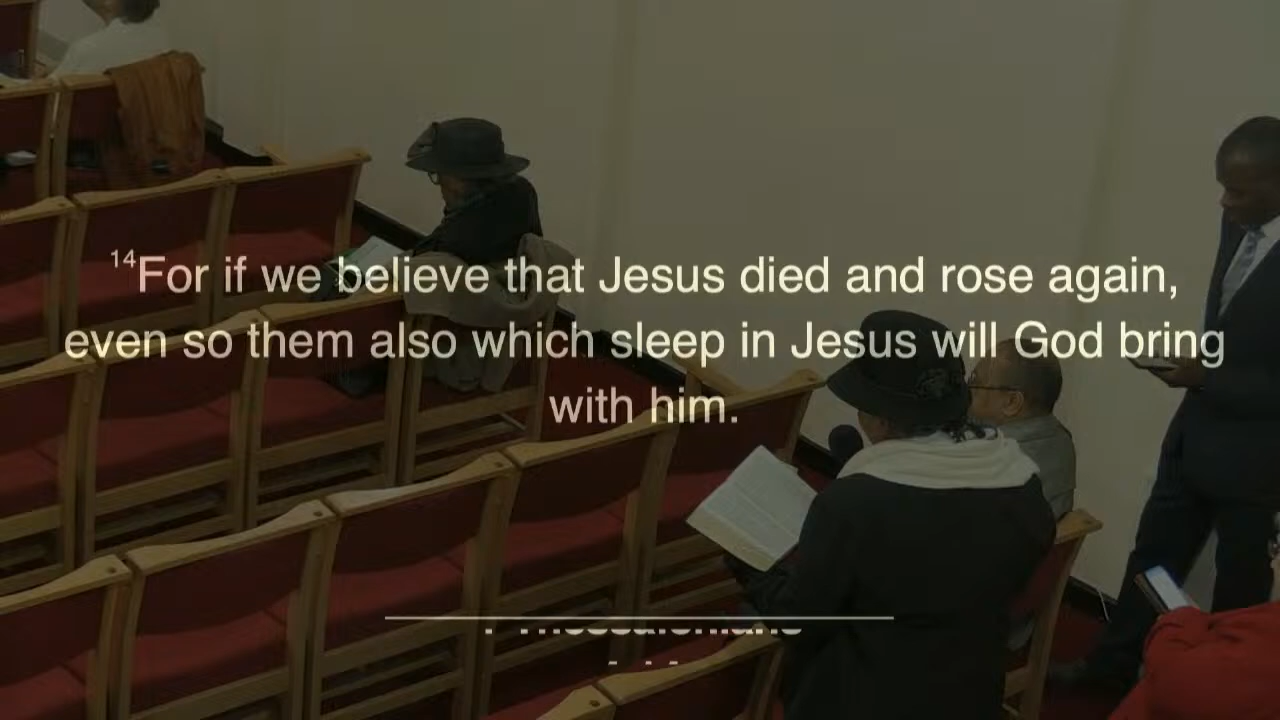 14For if we believe that Jesus died and rose again,
even so them also which sleep in Jesus will God bring
with him.